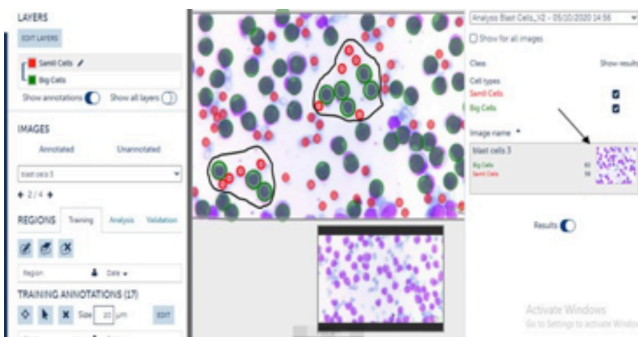 LAYERS
EDIT LAYERS
Samll Cells
Big Cells
Show annotations
Show all layers
IMAGES
Annotated
Unannotated
blast cells 3
2 / 4
REGIONS
Training
Analysis
Validation
Region
Date
TRAINING ANNOTATIONS (17)
Size
20
µm
EDIT
Analysis Blast Cells_V2 - 05/10/2020 14:56
Show for all images
Class
Show results
Cell types:
Samll Cells
Big Cells
Image name
blast cells 3
Big Cells
Samll Cells
Results
Activate Windows
Go to Settings to activate Window